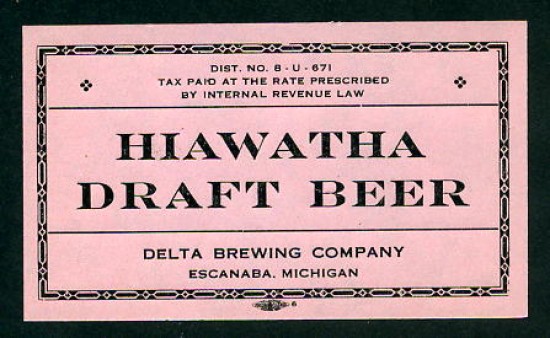 DIST. NO. 8-U-671
TAX PAID AT THE RATE PRESCRIBED
BY INTERNAL REVENUE LAW
HIAWATHA
DRAFT BEER
DELTA BREWING COMPANY
ESCANABA, MICHIGAN
6